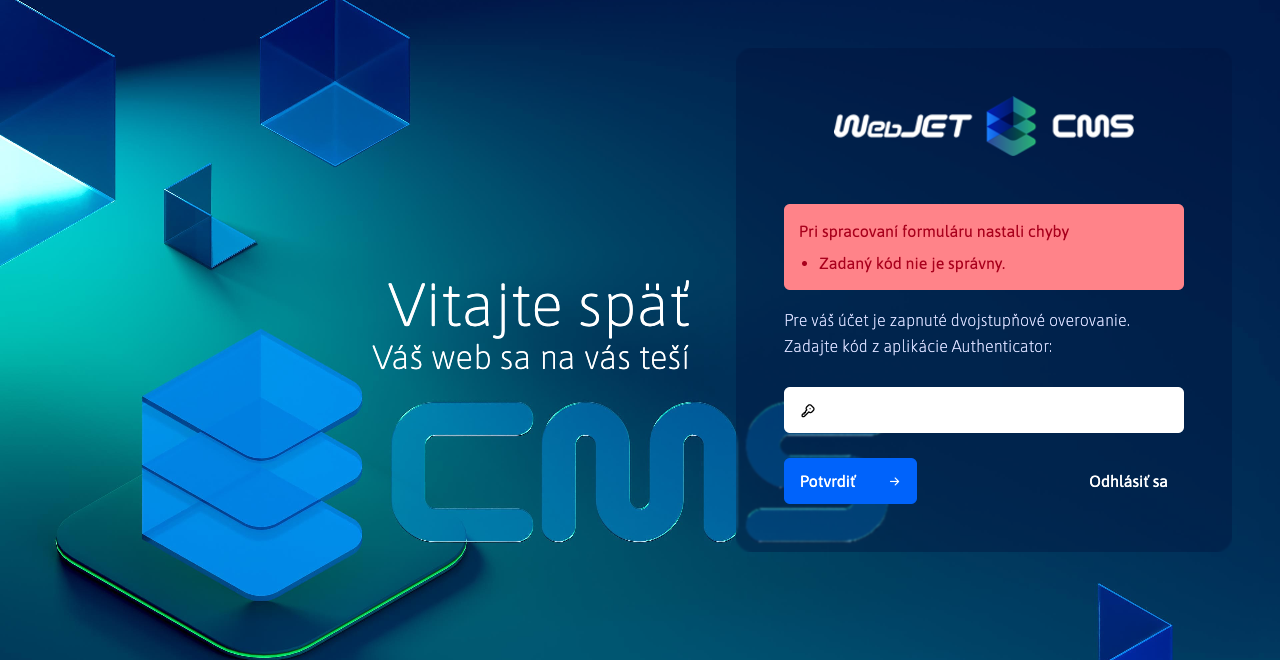 WebJET CMS
Pri spracovaní formuláru nastali chyby
• Zadaný kód nie je správny.
Vitajte späť
Váš web sa na vás teší
Pre váš účet je zapnuté dvojstupňové overovanie.
Zadajte kód z aplikácie Authenticator:
CMS
Potvrdiť
Odhlásiť sa